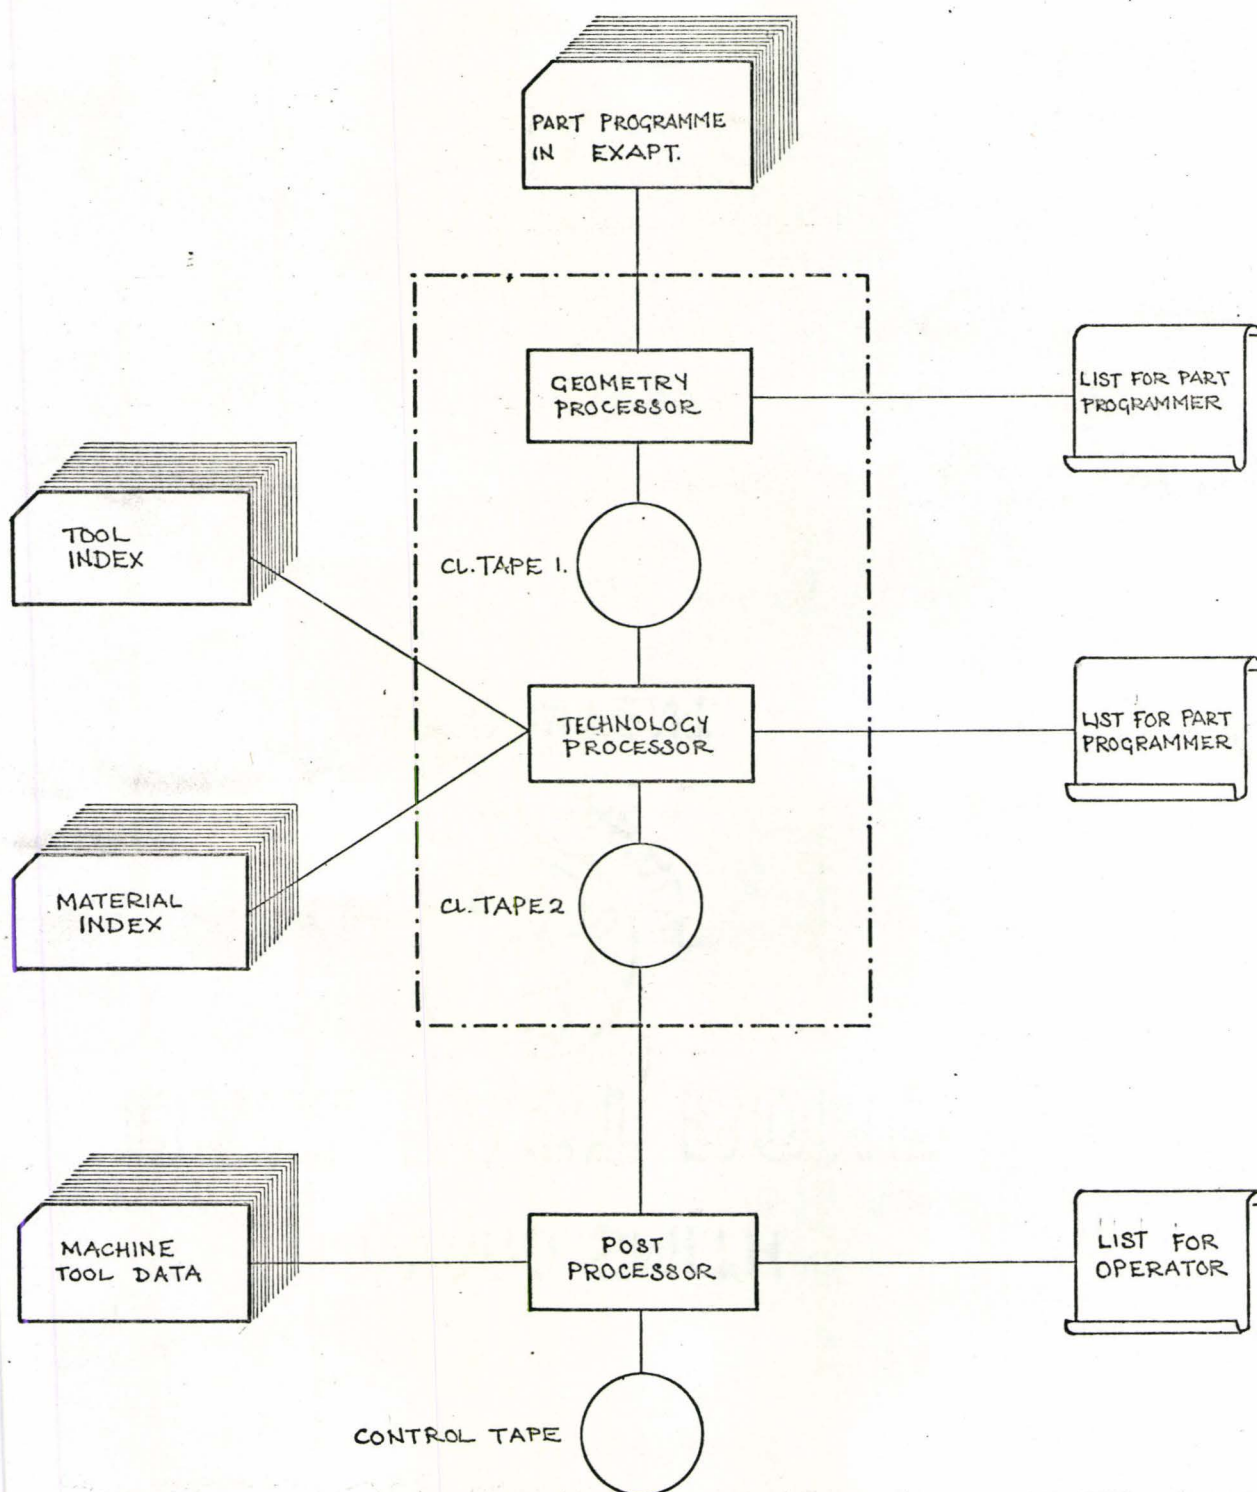 PART PROGRAMME
IN EXAPT.
GEOMETRY
PROCESSOR
LIST FOR PART
PROGRAMMER
TOOL
INDEX
CL.TAPE 1.
TECHNOLOGY
PROCESSOR
LIST FOR PART
PROGRAMMER
MATERIAL
INDEX
CL.TAPE 2
MACHINE
TOOL DATA
POST
PROCESSOR
LIST FOR
OPERATOR
CONTROL TAPE